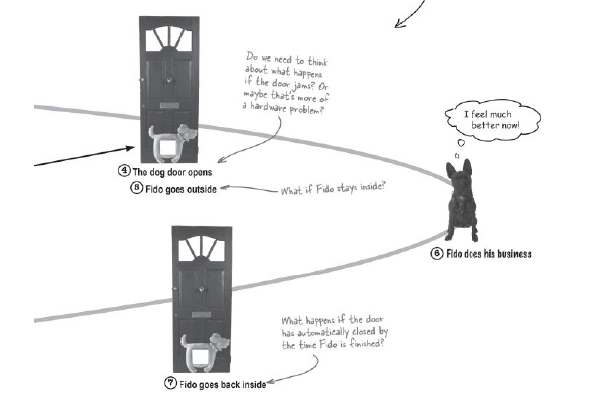 Do we need to think
about what happens
if the door jams? Or
maybe that's more of
a hardware problem?
I feel much
better now!
④ The dog door opens
⑤ Fido goes outside
What if Fido stays inside?
⑥ Fido does his business
What happens if the door
has automatically closed by
the time Fido is finished?
⑦ Fido goes back inside